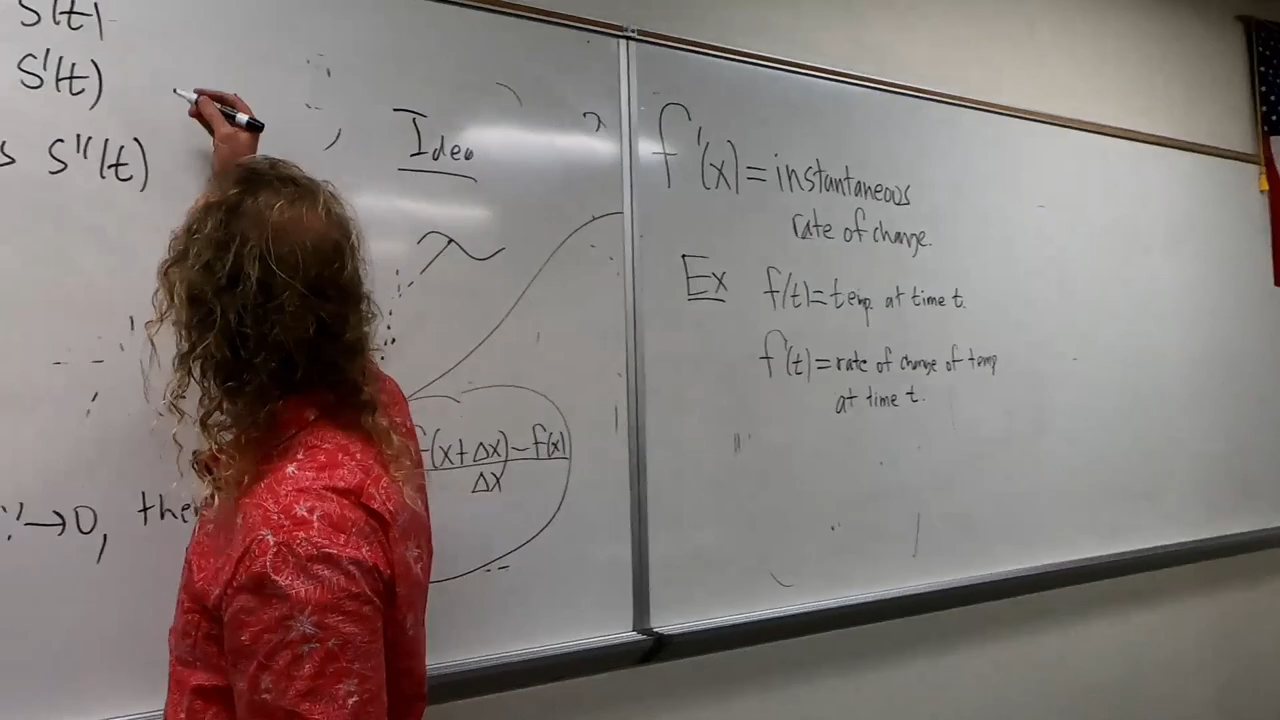 S(t)
S'(t)
s S''(t)
→0, the
Idea
f(x+Δx)-f(x)
Δx
f'(x)=instantaneous
rate of change.
Ex f(t)=temp. at time t.
f'(t)=rate of change of temp
at time t.